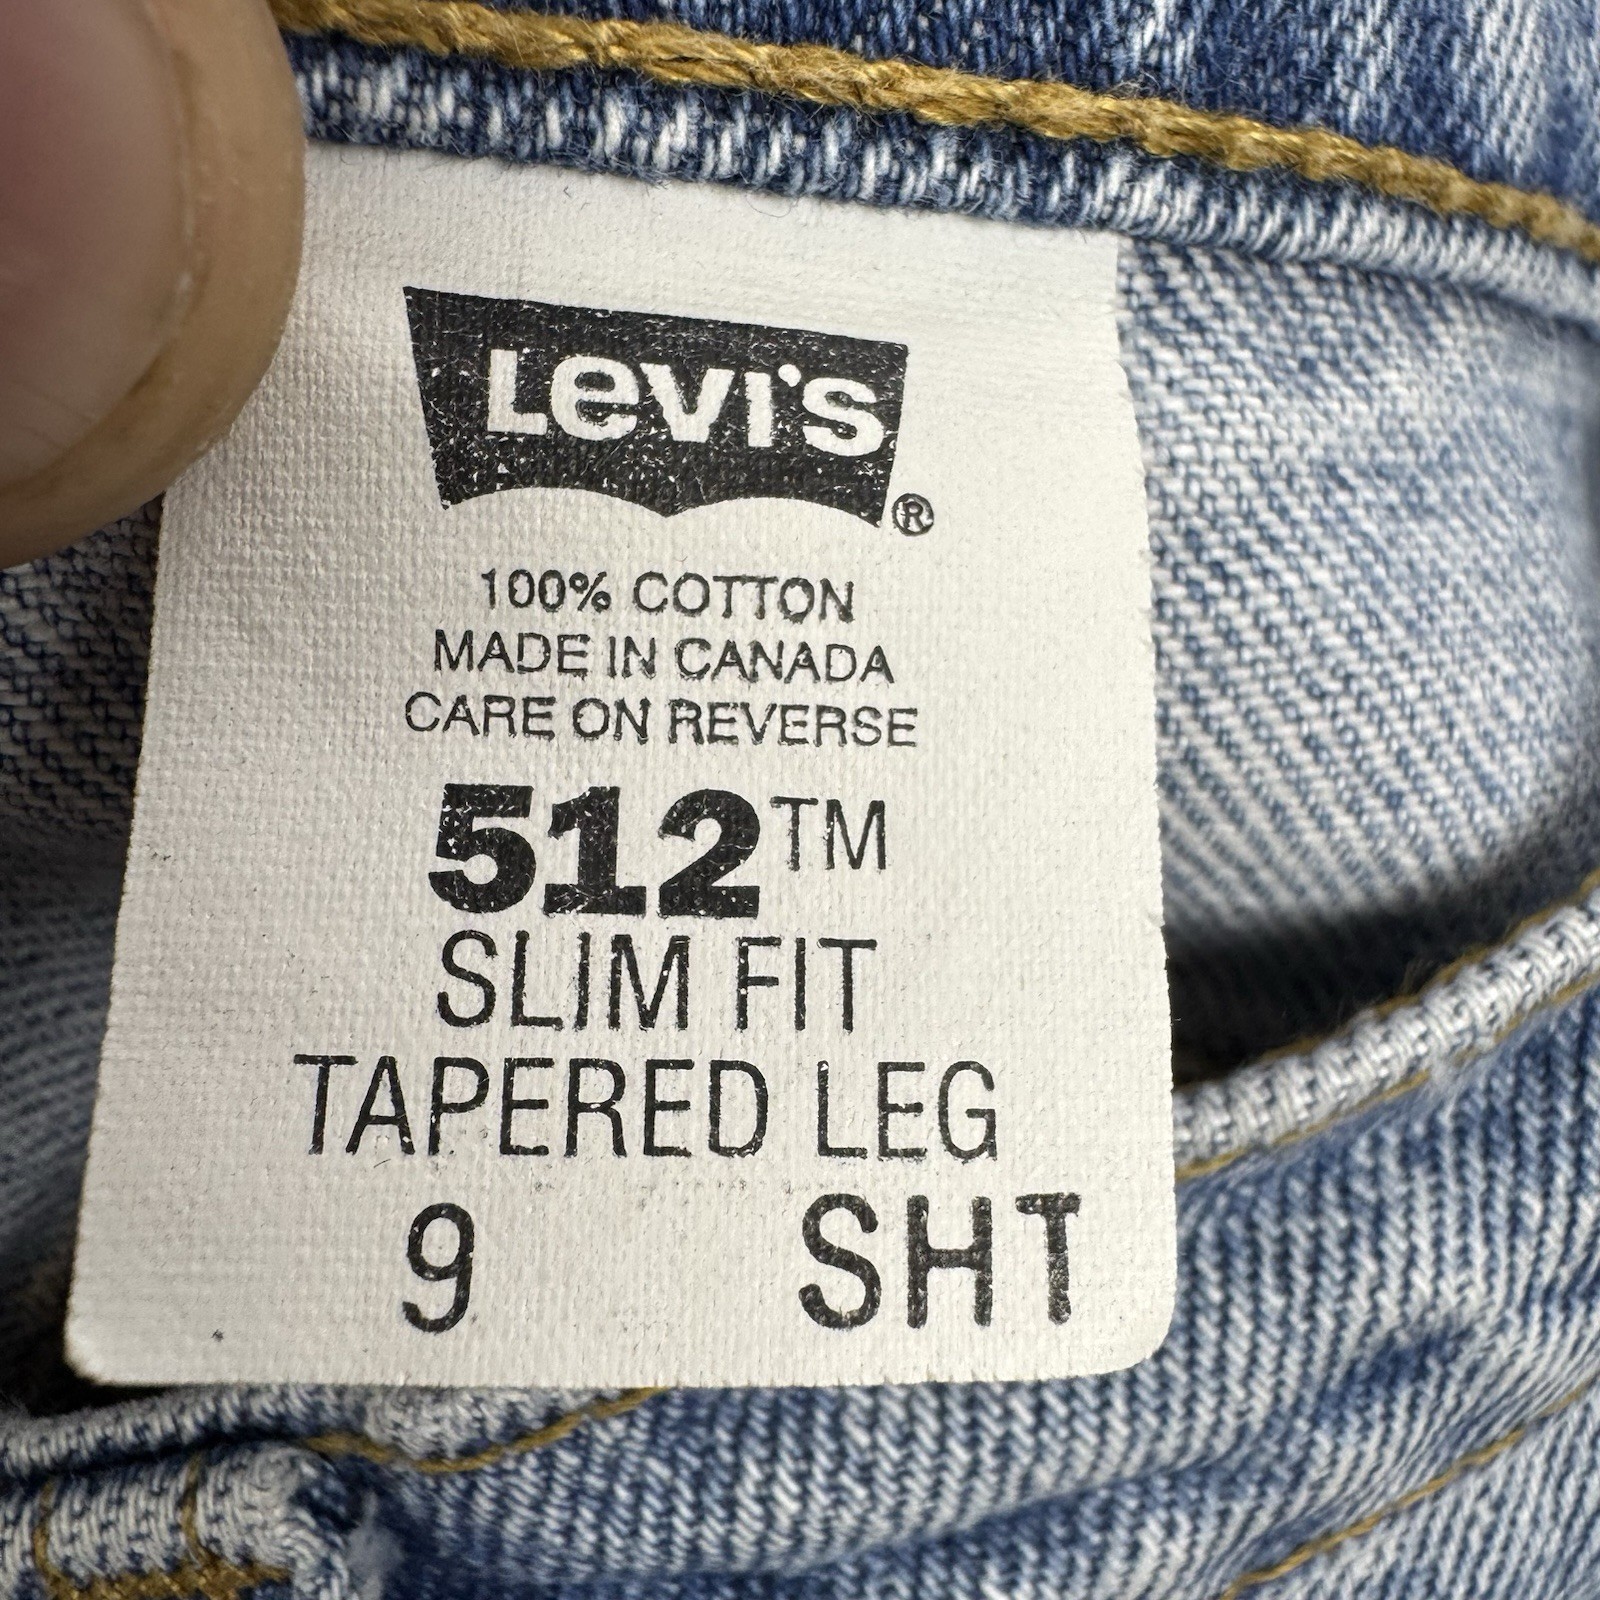 Levi's®
100% COTTON
MADE IN CANADA
CARE ON REVERSE
512™
SLIM FIT
TAPERED LEG
9 SHT